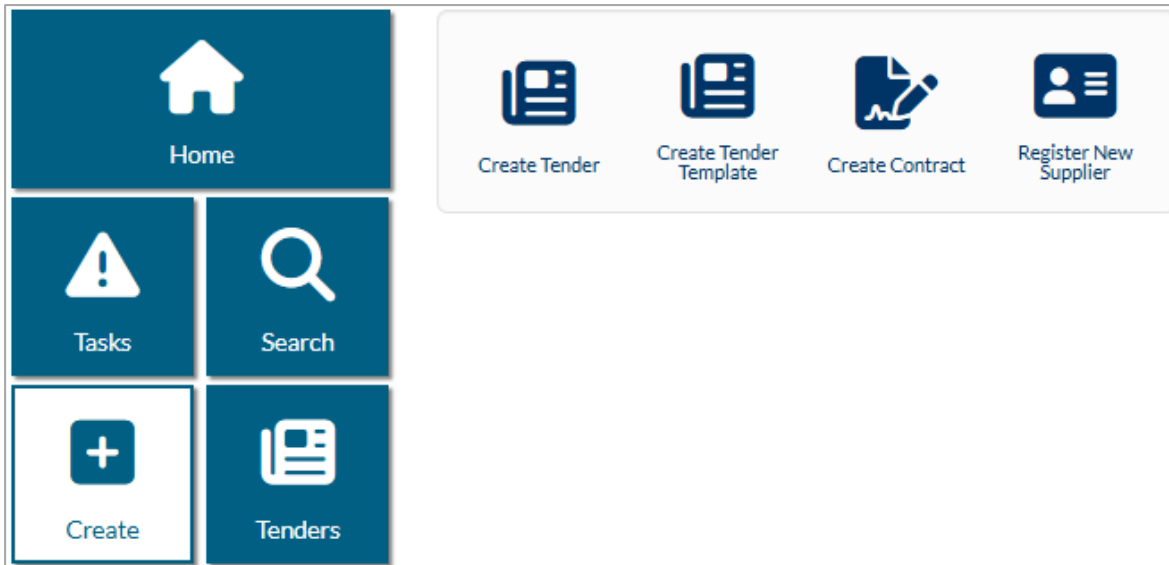 Home
Tasks
Search
Create
Tenders
Create Tender
Create Tender
Template
Create Contract
Register New
Supplier